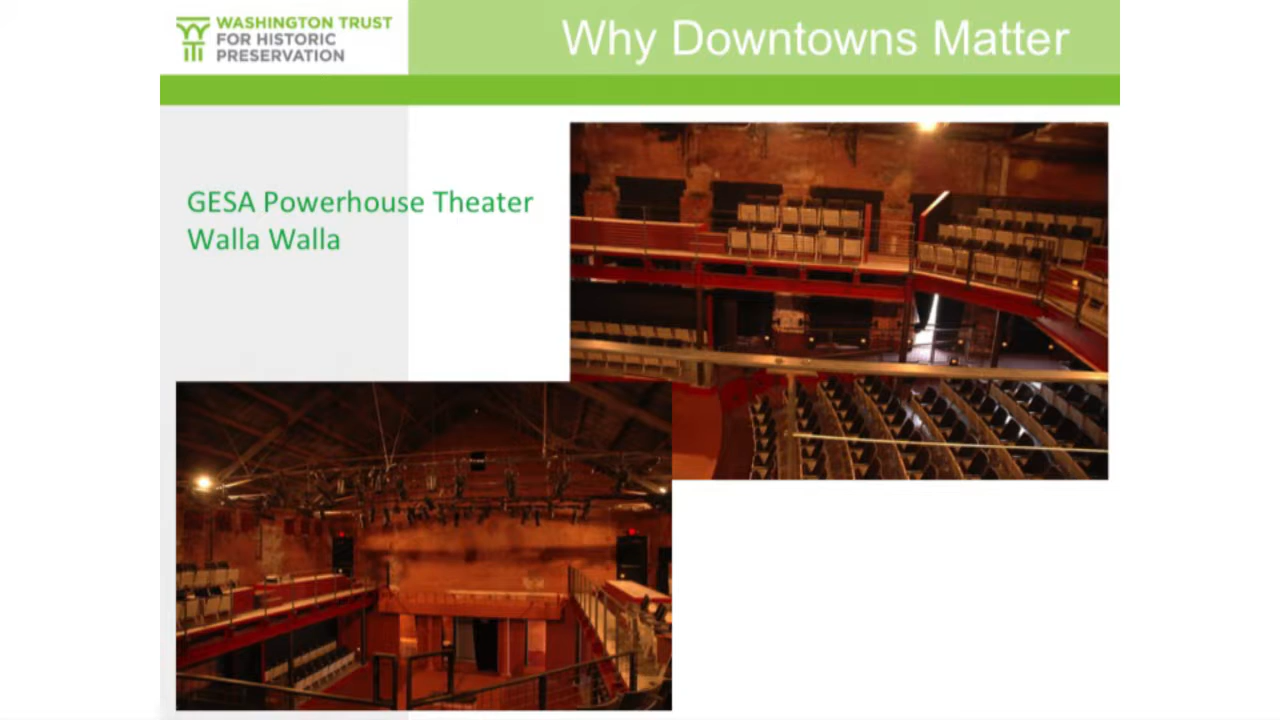 WASHINGTON TRUST
FOR HISTORIC
PRESERVATION
Why Downtowns Matter
GESA Powerhouse Theater
Walla Walla